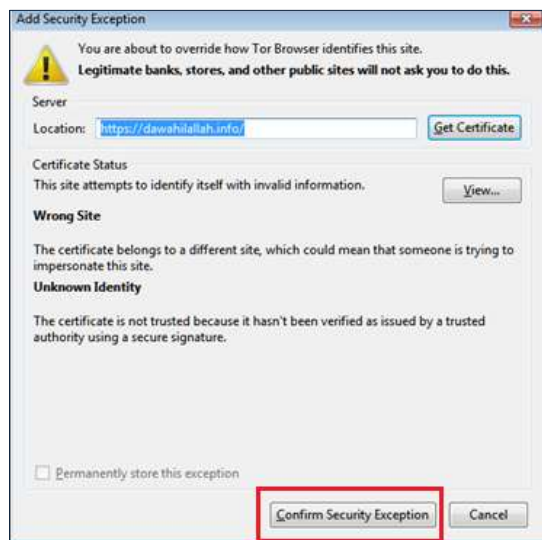 Add Security Exception
You are about to override how Tor Browser identifies this site.
Legitimate banks, stores, and other public sites will not ask you to do this.
Server
Location: https://dawahilallah.info/ Get Certificate
Certificate Status
This site attempts to identify itself with invalid information. View...
Wrong Site
The certificate belongs to a different site, which could mean that someone is trying to
impersonate this site.
Unknown Identity
The certificate is not trusted because it hasn't been verified as issued by a trusted
authority using a secure signature.
Permanently store this exception
Confirm Security Exception Cancel